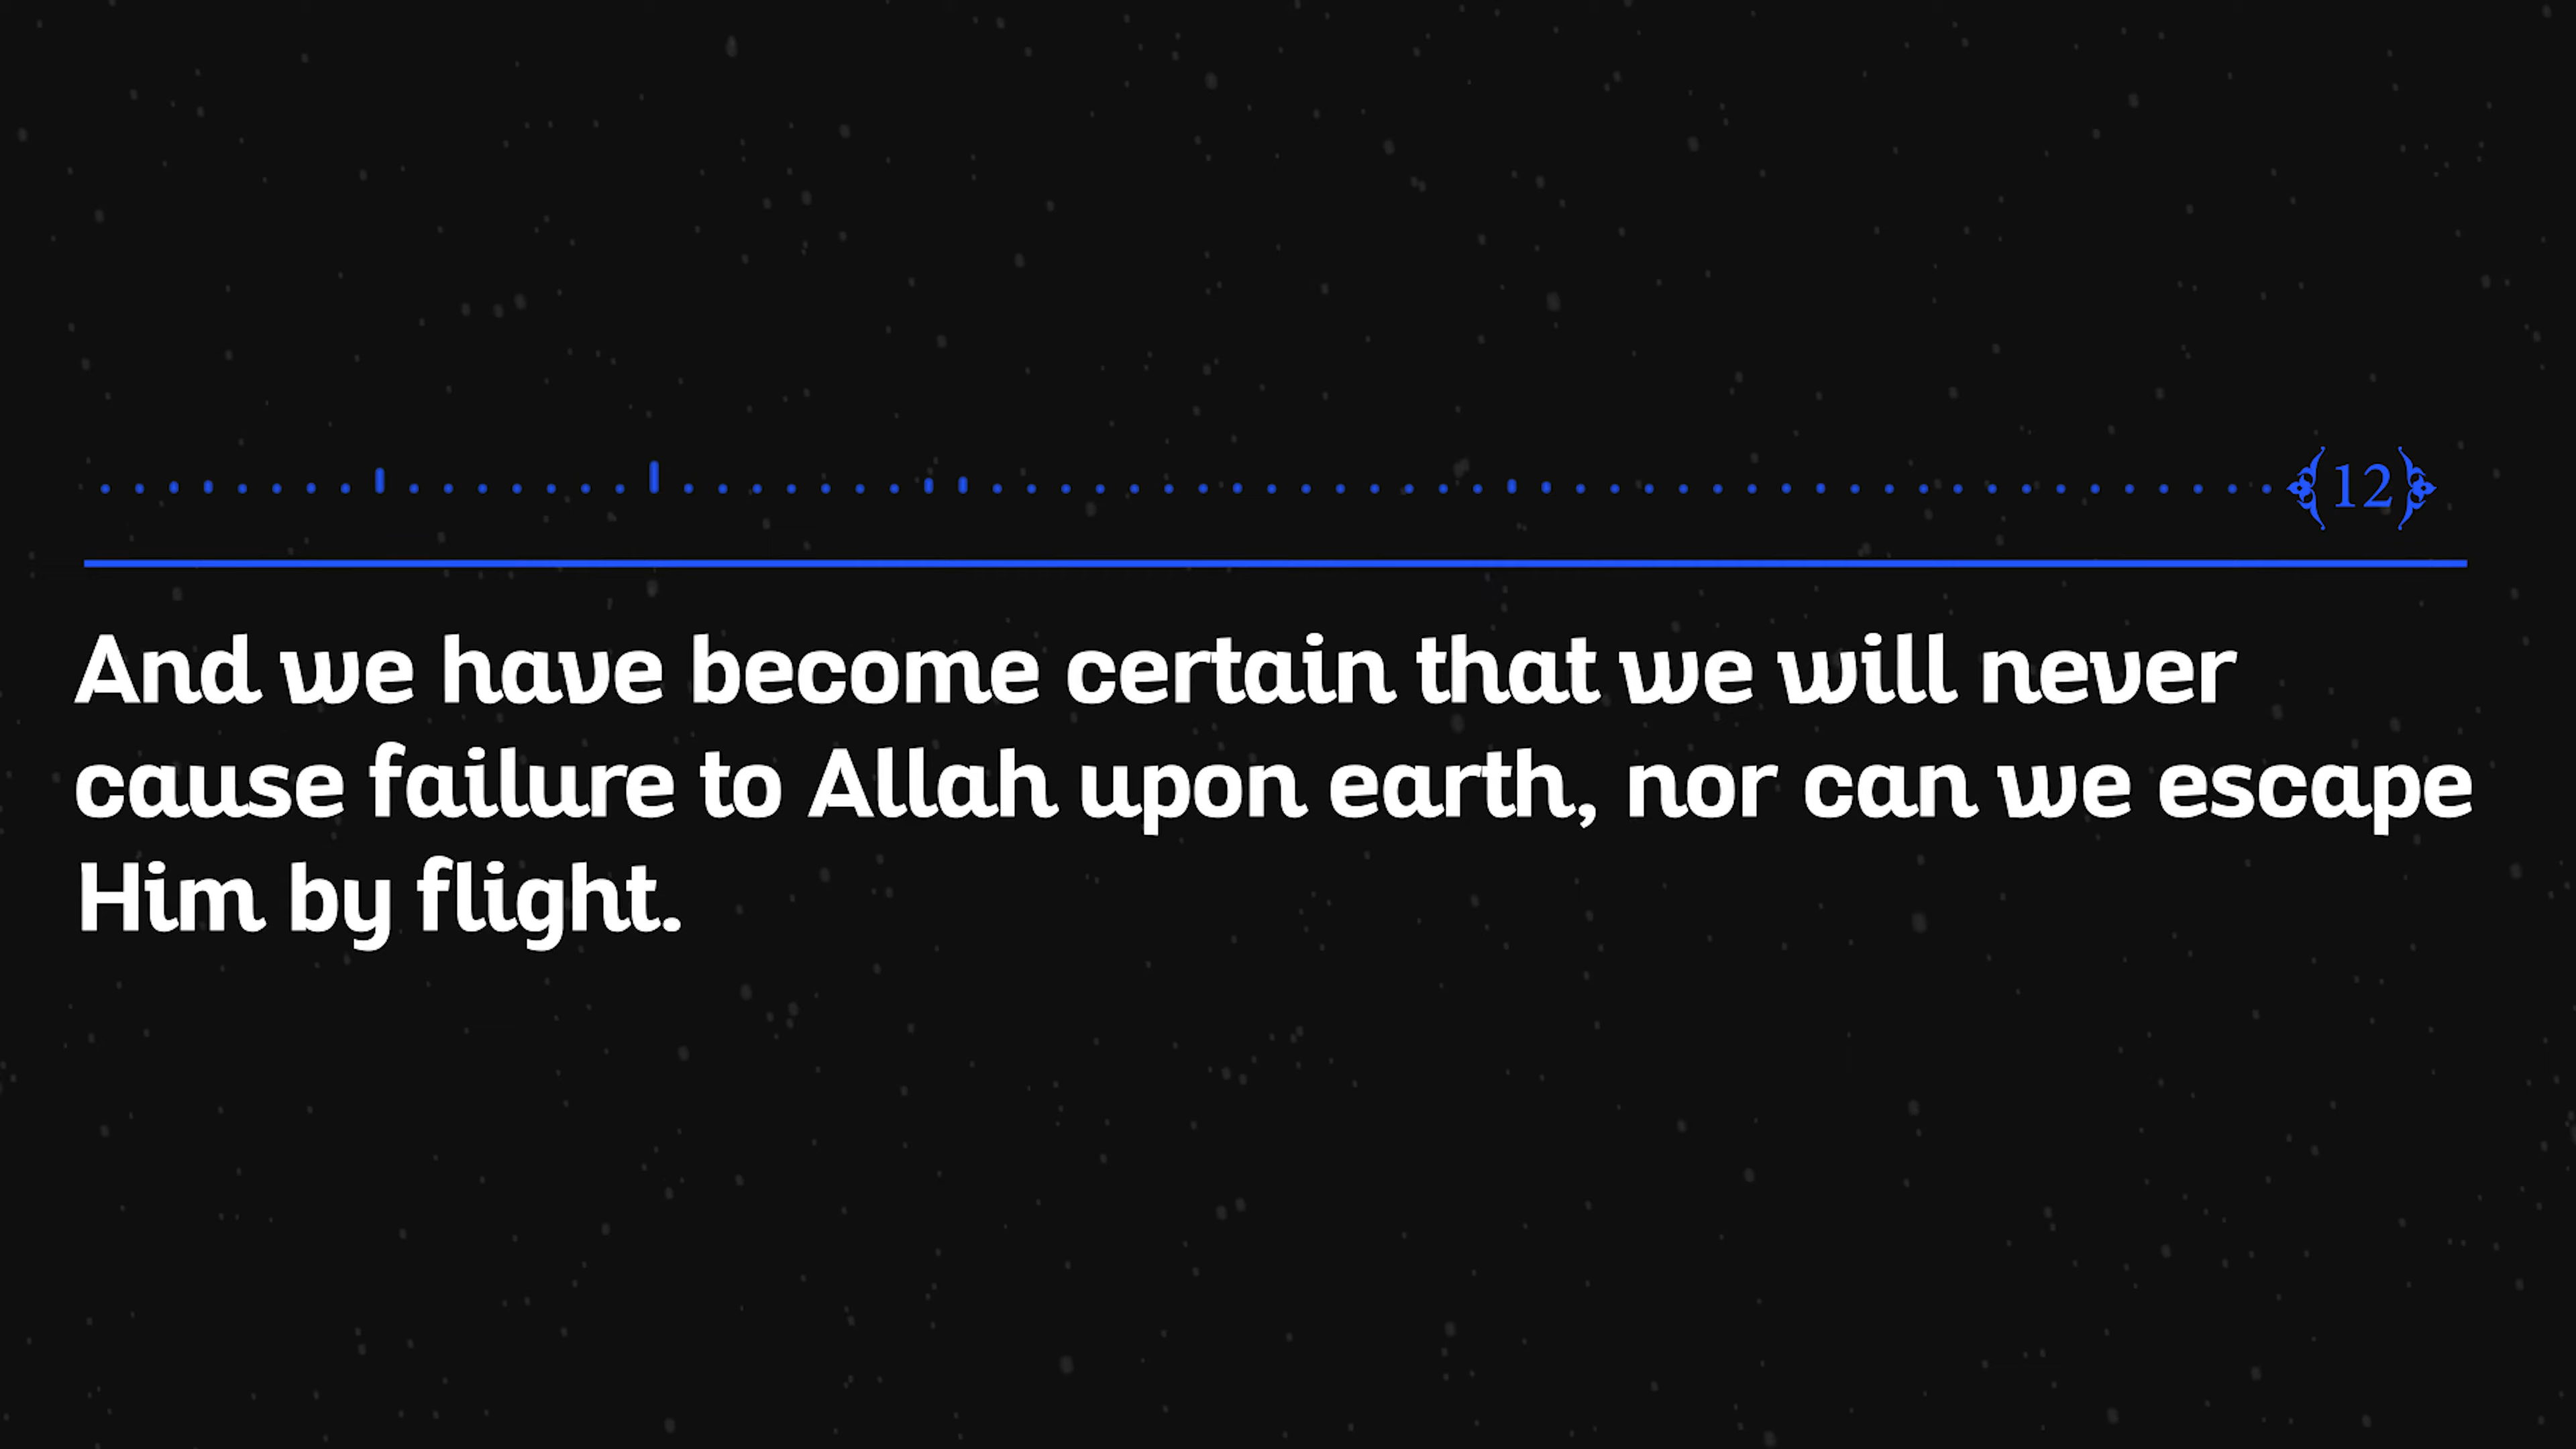 12
And we have become certain that we will never
cause failure to Allah upon earth, nor can we escape
Him by flight.